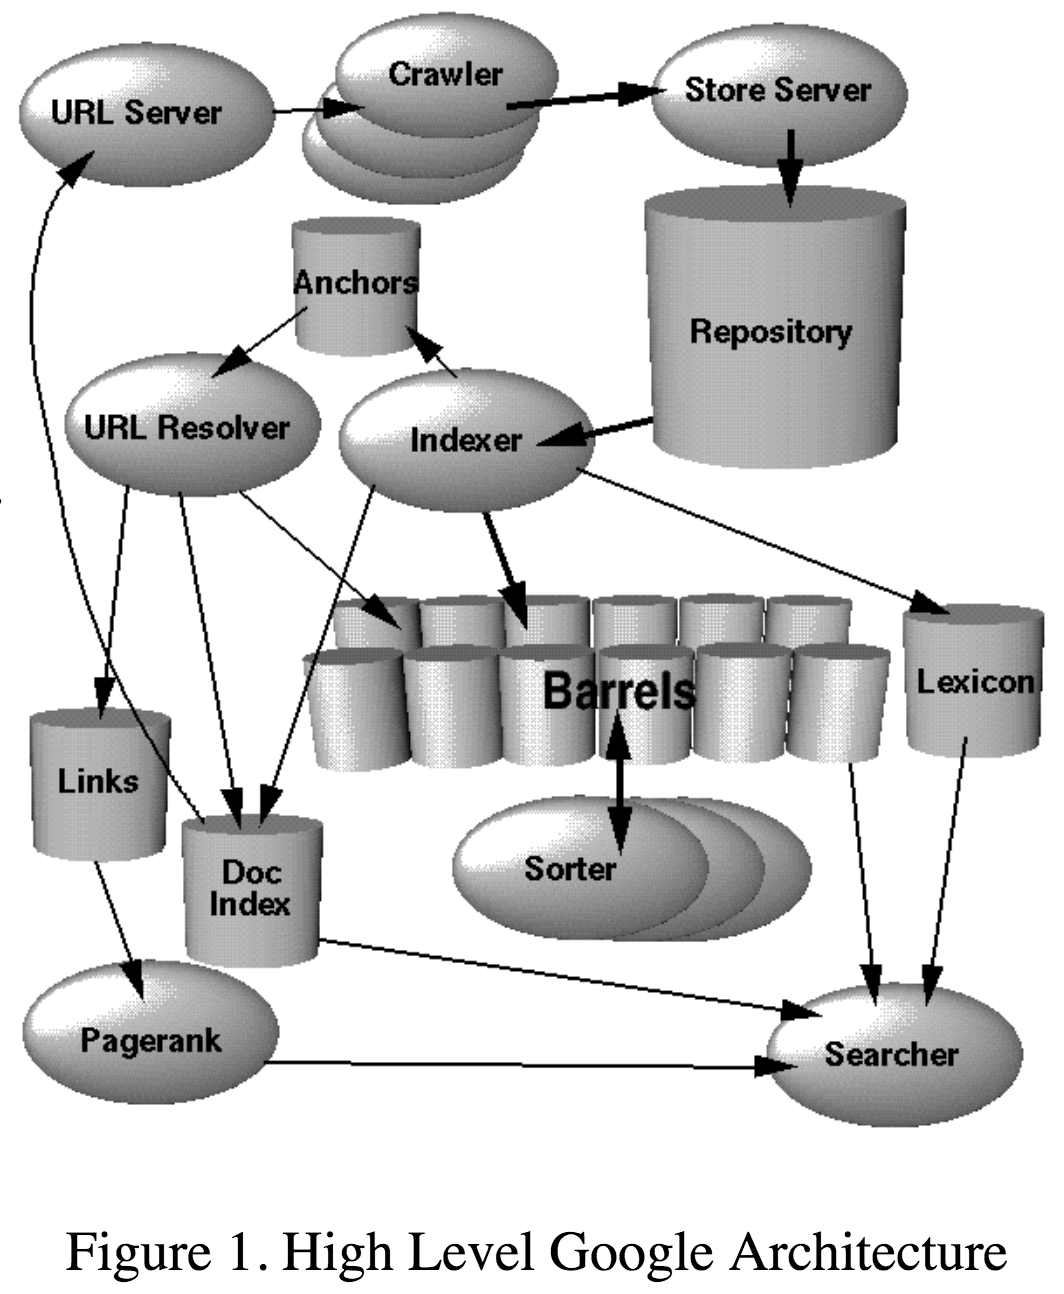 Crawler
URL Server
Store Server
Anchors
Repository
URL Resolver
Indexer
Barrels
Lexicon
Links
Doc
Index
Sorter
Pagerank
Searcher
Figure 1. High Level Google Architecture